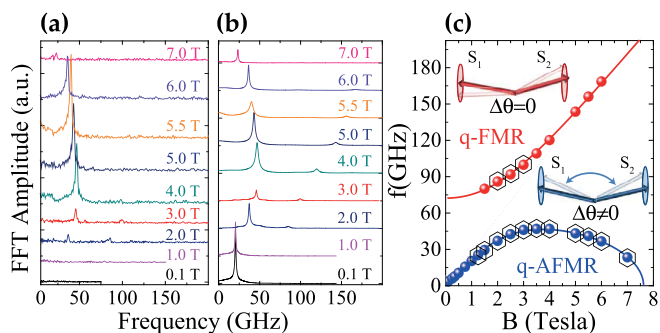 (a)
7.0 T
6.0 T
5.5 T
5.0 T
4.0 T
3.0 T
2.0 T
1.0 T
0.1 T
FFT Amplitude (a.u.)
0
50
100
150
(b)
7.0 T
6.0 T
5.5 T
5.0 T
4.0 T
3.0 T
2.0 T
1.0 T
0.1 T
0
50
100
150
Frequency (GHz)
(c)
f(GHz)
180
150
120
90
60
30
0
S1
S2
Δθ=0
q-FMR
S1
S2
Δθ≠0
q-AFMR
0 1 2 3 4 5 6 7 8
B (Tesla)